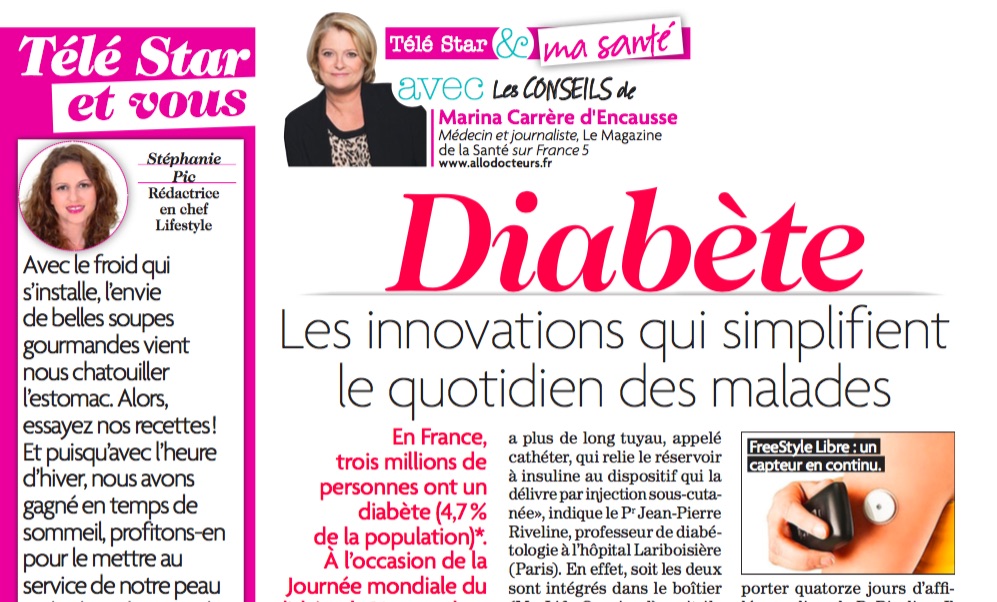 Télé Star
et vous
Stéphanie
Pic
Rédactrice
en chef
Lifestyle
Avec le froid qui
s'installe, l'envie
de belles soupes
gourmandes vient
nous chatouiller
l'estomac. Alors,
essayez nos recettes!
Et puisqu'avec l'heure
d'hiver, nous avons
gagné en temps de
sommeil, profitons-en
pour le mettre au
service de notre peau
Télé Star & ma santé
avec Les CONSEILS de
Marina Carrère d'Encausse
Médecin et journaliste, Le Magazine
de la Santé sur France 5
www.allodocteurs.fr
Diabète
Les innovations qui simplifient
le quotidien des malades
En France,
trois millions de
personnes ont un
diabète (4,7 %
de la population)*.
À l'occasion de la
Journée mondiale du
a plus de long tuyau, appelé
cathéter, qui relie le réservoir
à insuline au dispositif qui la
délivre par injection sous-cuta-
née», indique le Pr Jean-Pierre
Riveline, professeur de diabé-
tologie à l'hôpital Lariboisière
(Paris). En effet, soit les deux
sont intégrés dans le boîtier
FreeStyle Libre : un
capteur en continu.
porter quatorze jours d'affi-